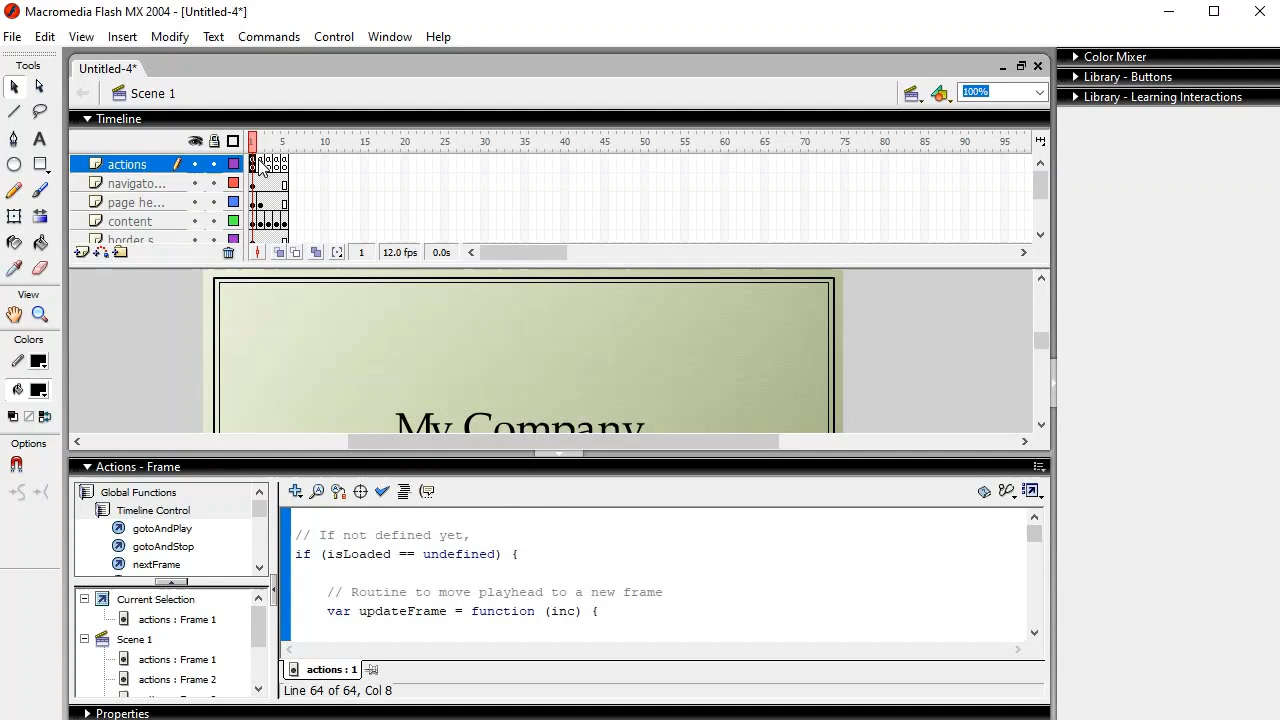 Macromedia Flash MX 2004 - [Untitled-4*]
File Edit View Insert Modify Text Commands Control Window Help
Tools
Untitled-4*
Scene 1
100%
Color Mixer
Library - Buttons
Library - Learning Interactions
Timeline
1 5 10 15 20 25 30 35 40 45 50 55 60 65 70 75 80 85 90 95
actions
navigato...
page he...
content
border s
1 12.0 fps 0.0s
View
Colors
Options
My Company
Actions - Frame
Global Functions
Timeline Control
gotoAndPlay
gotoAndStop
nextFrame
Current Selection
actions : Frame 1
Scene 1
actions : Frame 1
actions : Frame 2
// If not defined yet,
if (isLoaded == undefined) {
// Routine to move playhead to a new frame
var updateFrame = function (inc) {
actions : 1
Line 64 of 64, Col 8
Properties